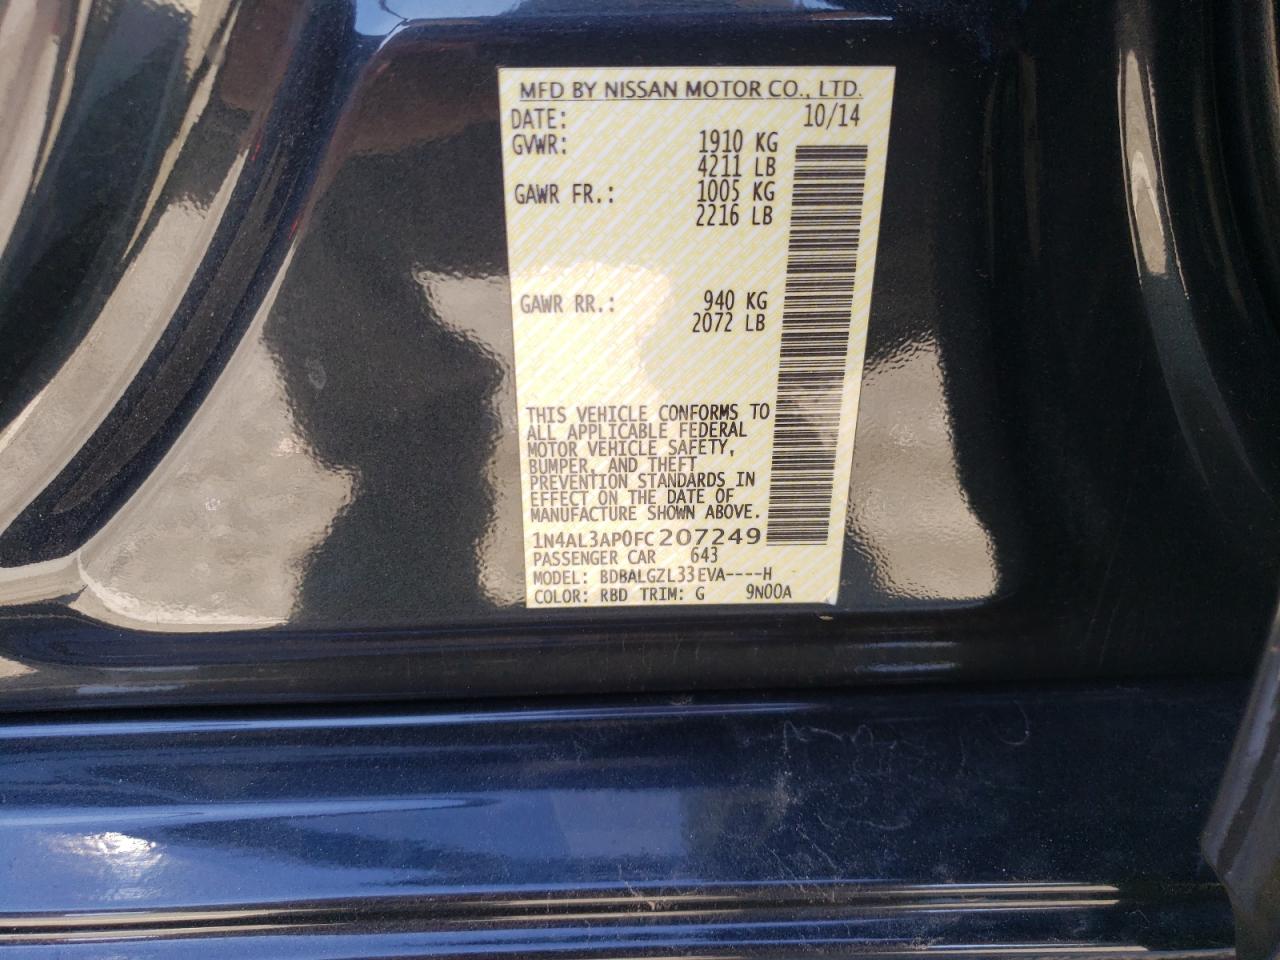 MFD BY NISSAN MOTOR CO., LTD.
DATE: 10/14
GVWR: 1910 KG
4211 LB
GAWR FR.: 1005 KG
2216 LB
GAWR RR.: 940 KG
2072 LB
THIS VEHICLE CONFORMS TO
ALL APPLICABLE FEDERAL
MOTOR VEHICLE SAFETY,
BUMPER, AND THEFT
PREVENTION STANDARDS IN
EFFECT ON THE DATE OF
MANUFACTURE SHOWN ABOVE.
1N4AL3AP0FC207249
PASSENGER CAR 643
MODEL: BDBALGZL33EVA----H
COLOR: RBD TRIM: G 9N00A